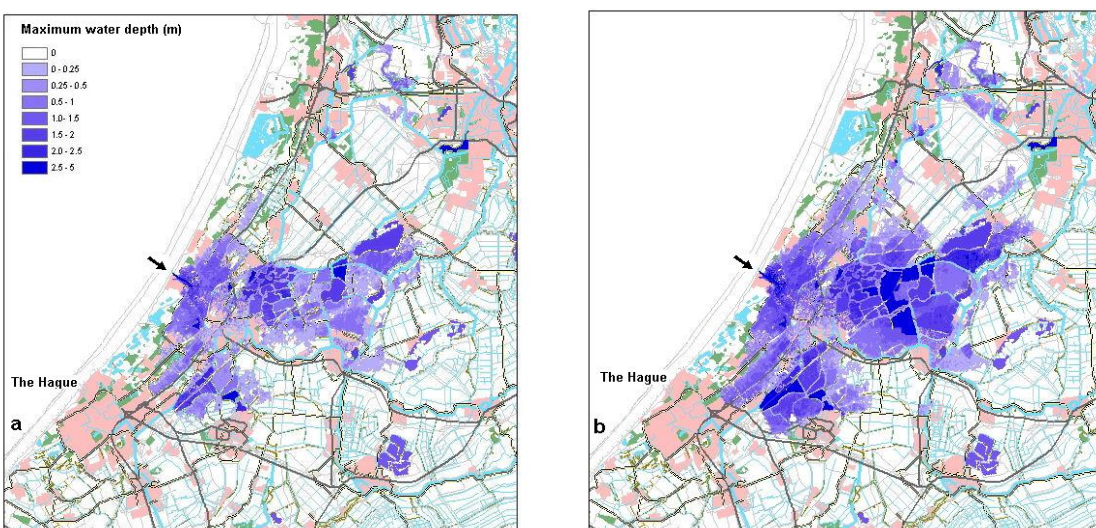 Maximum water depth (m)
0
0 - 0.25
0.25 - 0.5
0.5 - 1
1.0- 1.5
1.5 - 2
2.0 - 2.5
2.5 - 5
The Hague
a
The Hague
b